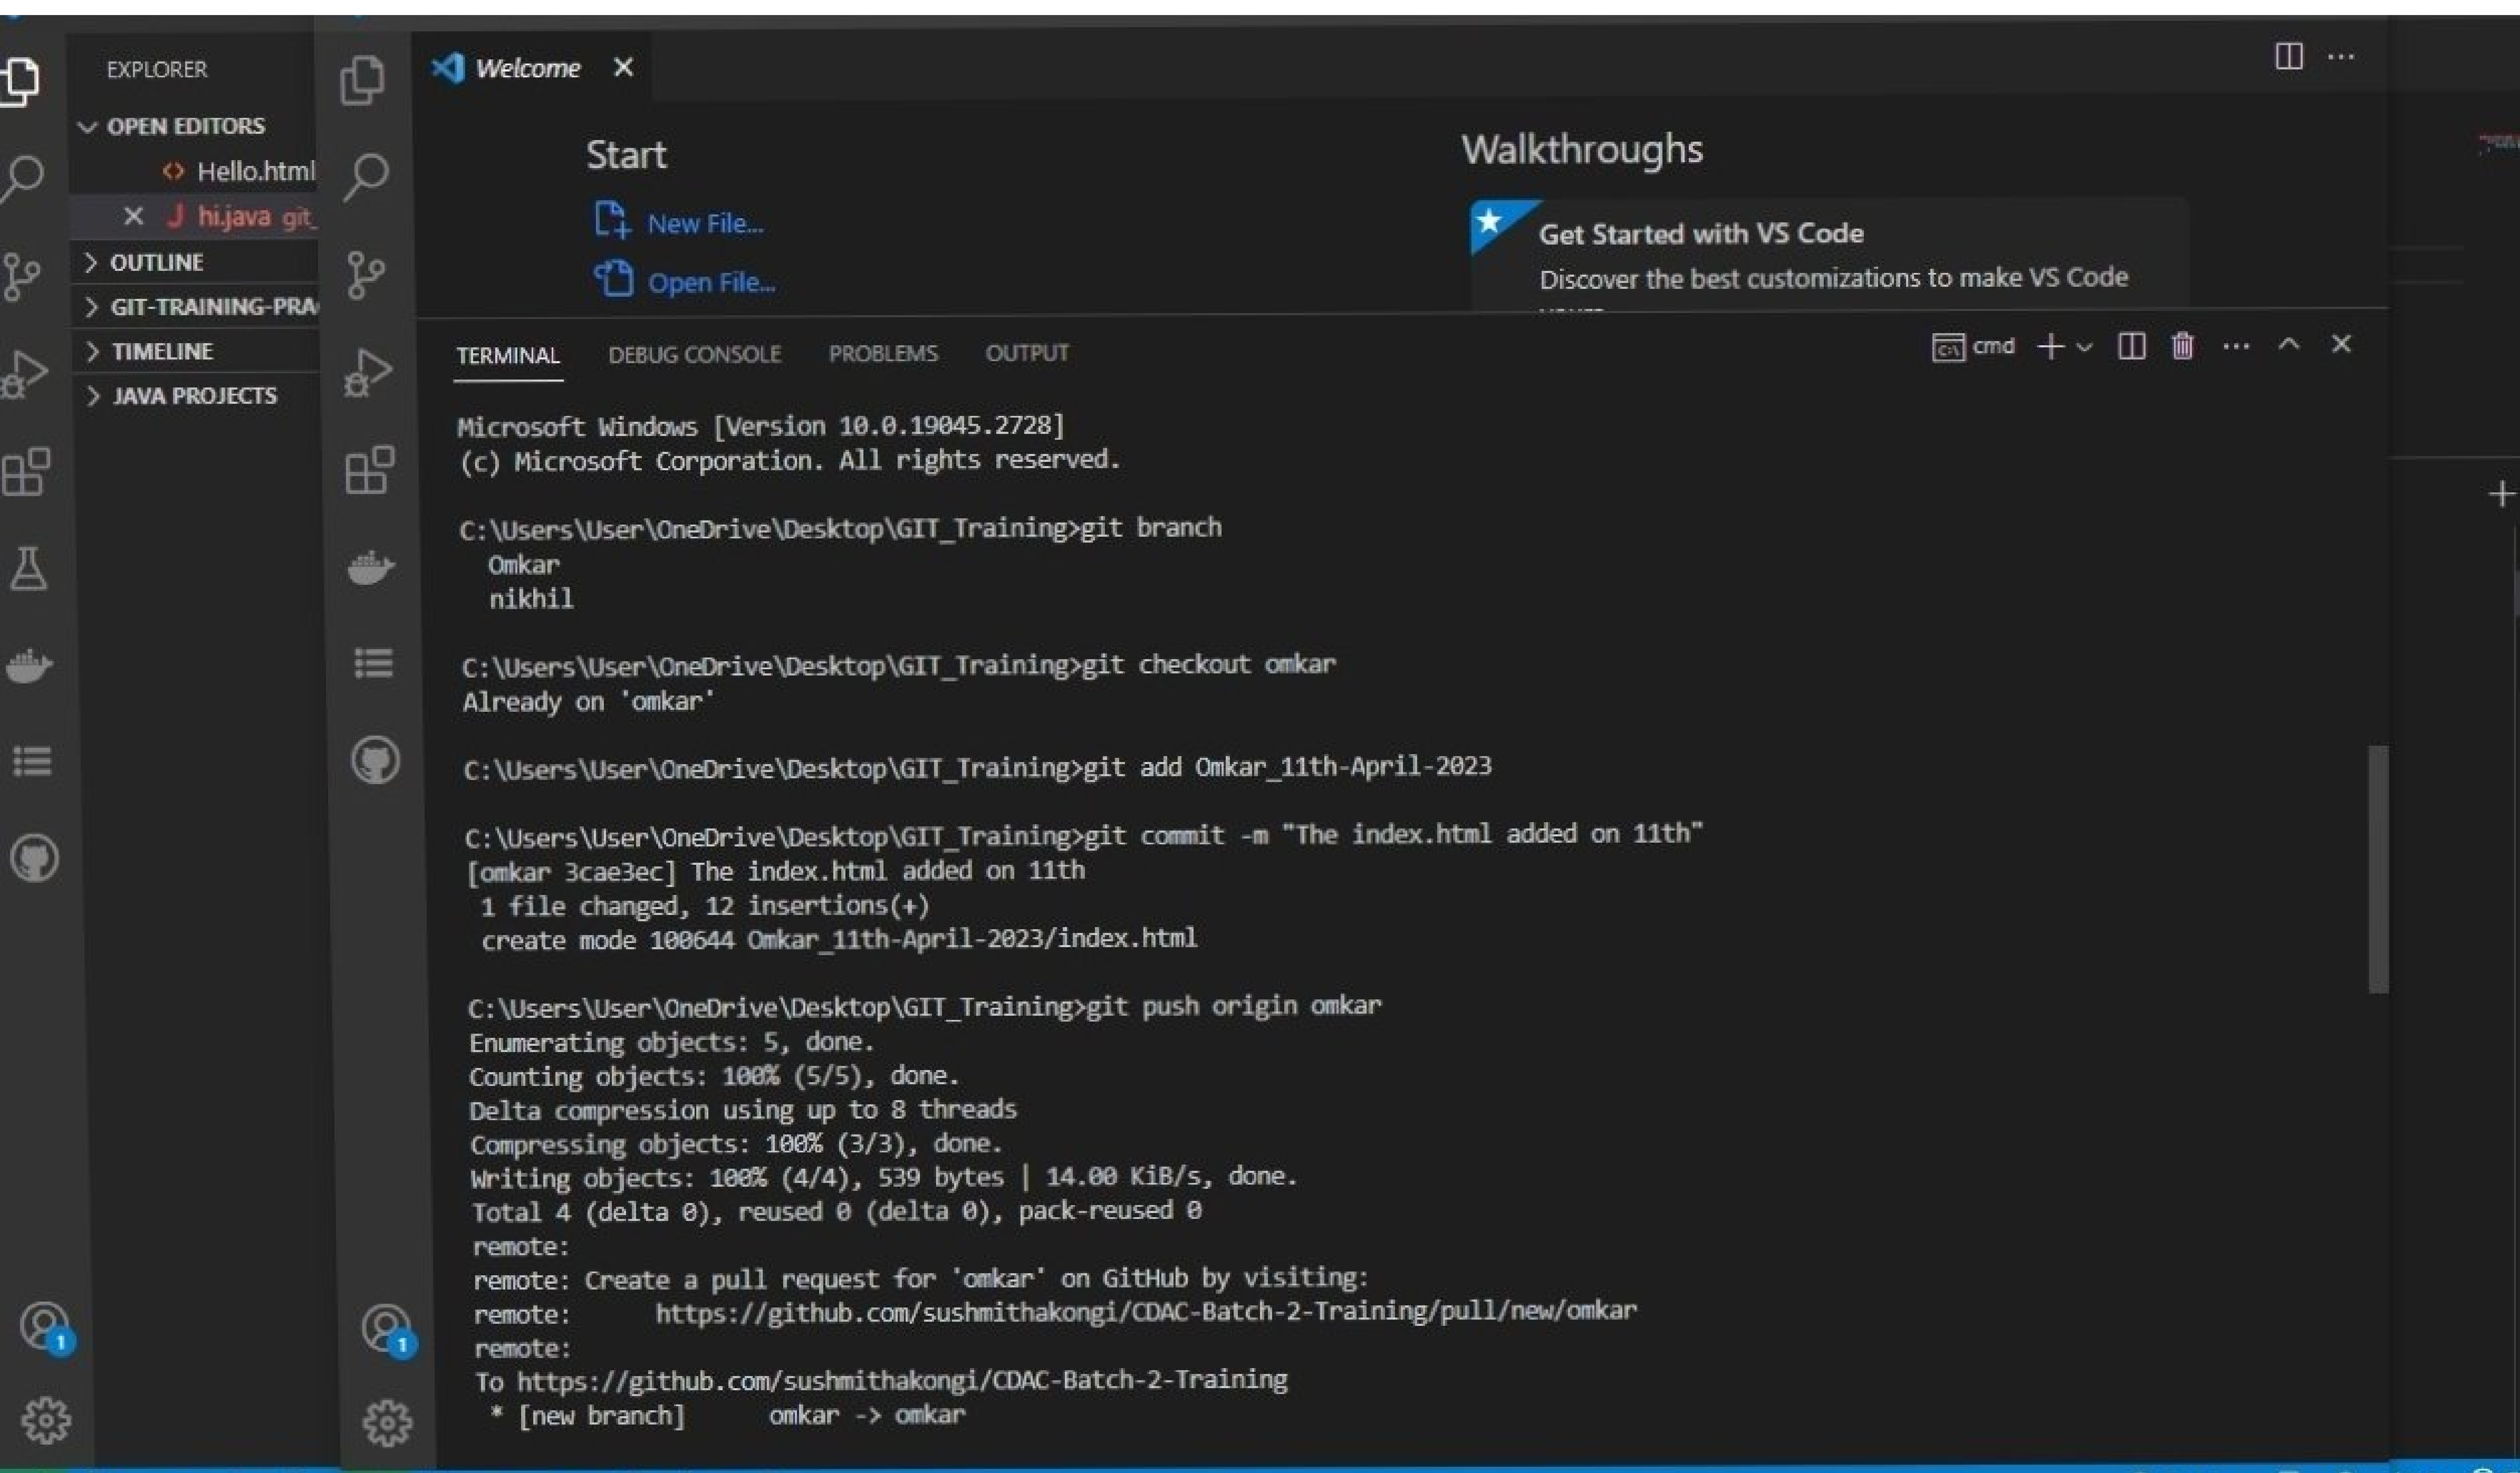 EXPLORER
OPEN EDITORS
Hello.html
hi.java git_
OUTLINE
GIT-TRAINING-PRA
TIMELINE
JAVA PROJECTS
Welcome
Start
New File...
Open File...
Walkthroughs
Get Started with VS Code
Discover the best customizations to make VS Code
TERMINAL DEBUG CONSOLE PROBLEMS OUTPUT
cmd
Microsoft Windows [Version 10.0.19045.2728]
(c) Microsoft Corporation. All rights reserved.
C:\Users\User\OneDrive\Desktop\GIT_Training>git branch
Omkar
nikhil
C:\Users\User\OneDrive\Desktop\GIT_Training>git checkout omkar
Already on 'omkar'
C:\Users\User\OneDrive\Desktop\GIT_Training>git add Omkar_11th-April-2023
C:\Users\User\OneDrive\Desktop\GIT_Training>git commit -m "The index.html added on 11th"
[omkar 3cae3ec] The index.html added on 11th
1 file changed, 12 insertions(+)
create mode 100644 Omkar_11th-April-2023/index.html
C:\Users\User\OneDrive\Desktop\GIT_Training>git push origin omkar
Enumerating objects: 5, done.
Counting objects: 100% (5/5), done.
Delta compression using up to 8 threads
Compressing objects: 100% (3/3), done.
Writing objects: 100% (4/4), 539 bytes | 14.00 KiB/s, done.
Total 4 (delta 0), reused 0 (delta 0), pack-reused 0
remote:
remote: Create a pull request for 'omkar' on GitHub by visiting:
remote: https://github.com/sushmithakongi/CDAC-Batch-2-Training/pull/new/omkar
remote:
To https://github.com/sushmithakongi/CDAC-Batch-2-Training
* [new branch] omkar -> omkar
1
1